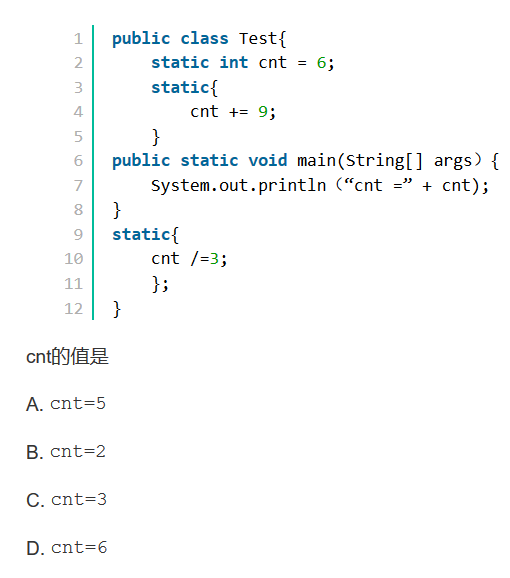 1 public class Test{
2     static int cnt = 6;
3     static{
4         cnt += 9;
5     }
6 public static void main(String[] args）{
7     System.out.println（“cnt =” + cnt);
8 }
9 static{
10     cnt /=3;
11     };
12 }
cnt的值是
A. cnt=5
B. cnt=2
C. cnt=3
D. cnt=6